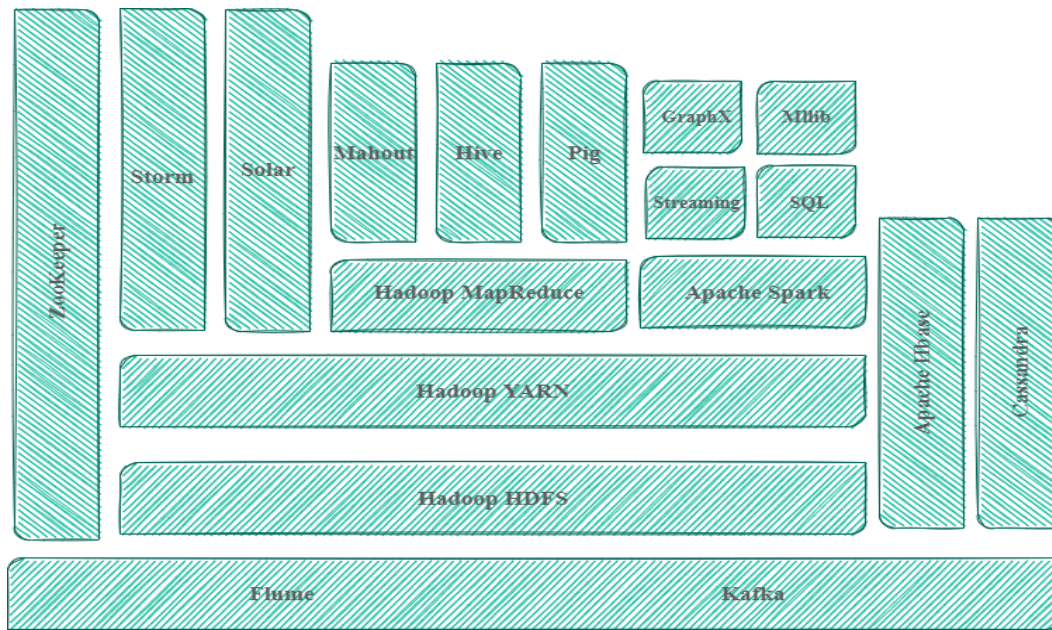 ZooKeeper
Storm
Solar
Mahout
Hive
Pig
GraphX
Mllib
Streaming
SQL
Hadoop MapReduce
Apache Spark
Apache Hbase
Cassandra
Hadoop YARN
Hadoop HDFS
Flume
Kafka